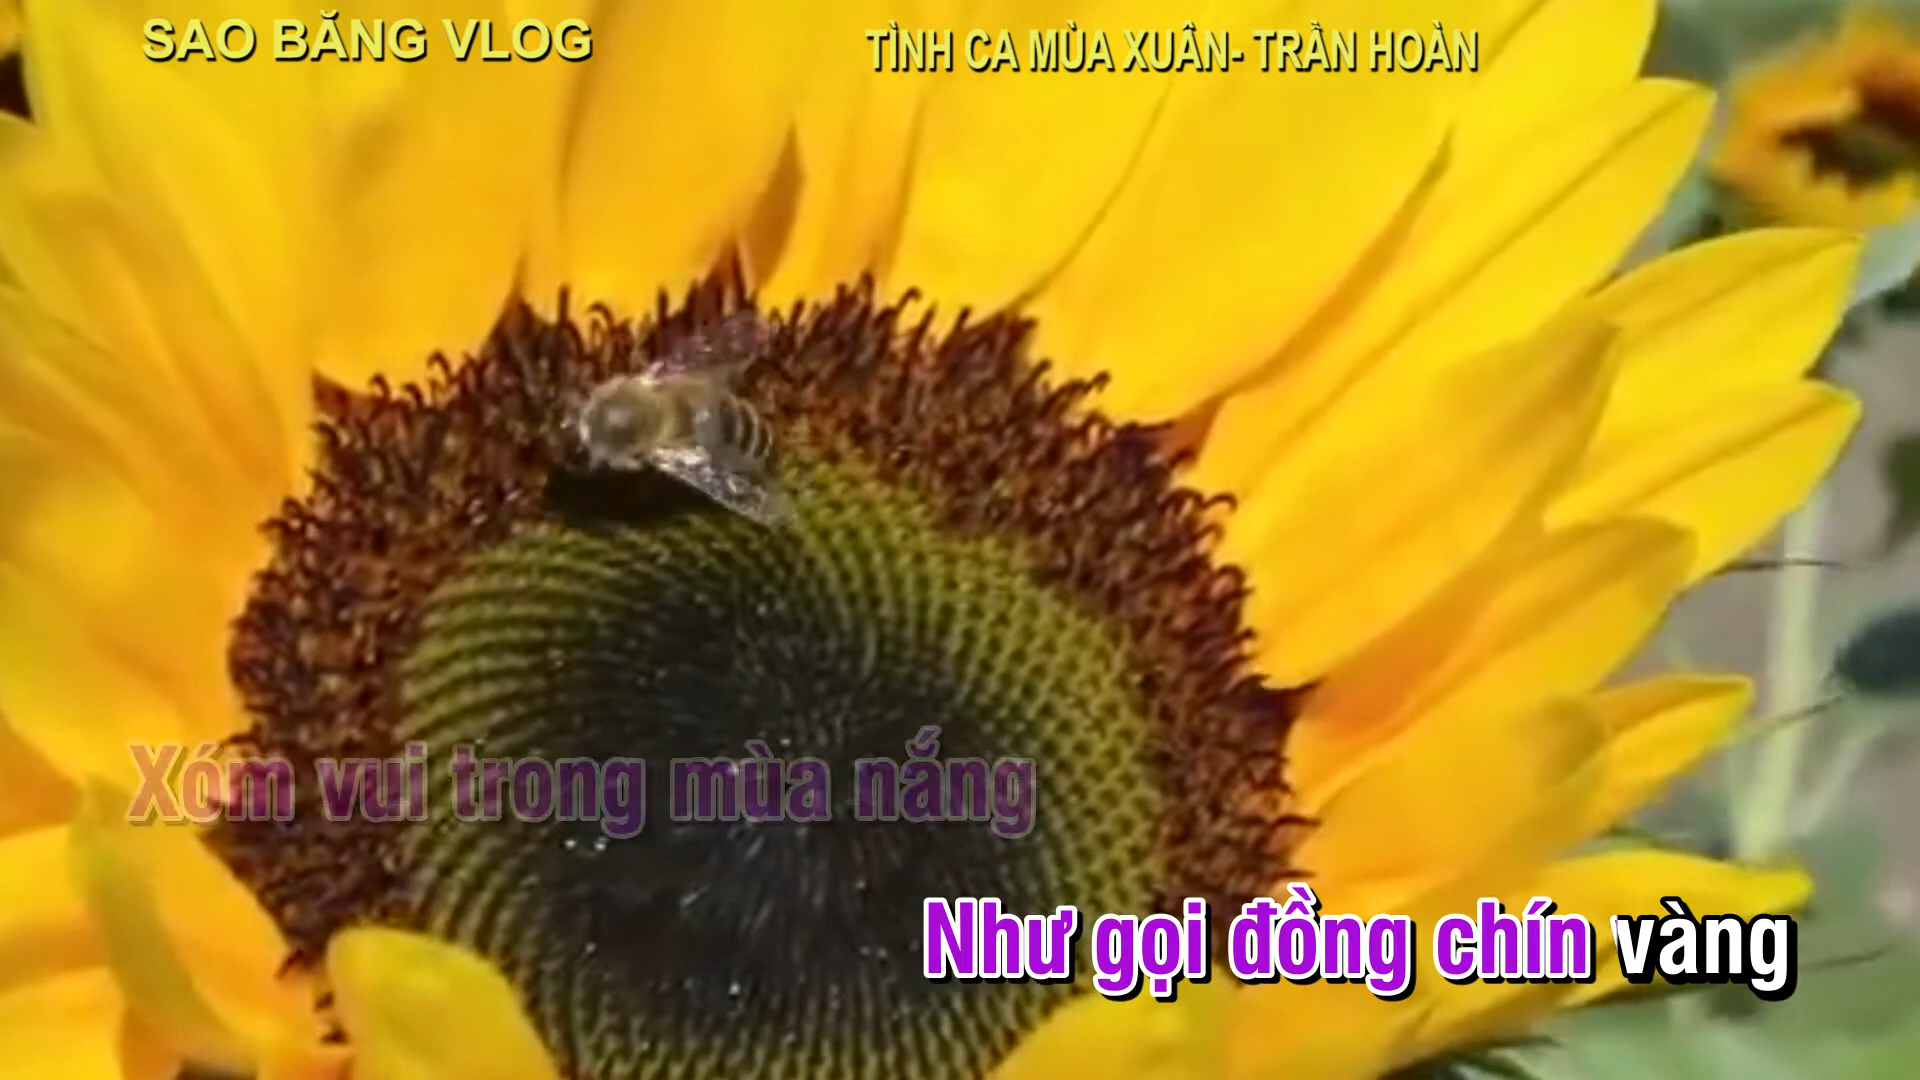 SAO BĂNG VLOG
TÌNH CA MÙA XUÂN- TRẦN HOÀN
Xóm vui trong mùa nắng
Như gọi đồng chín vàng